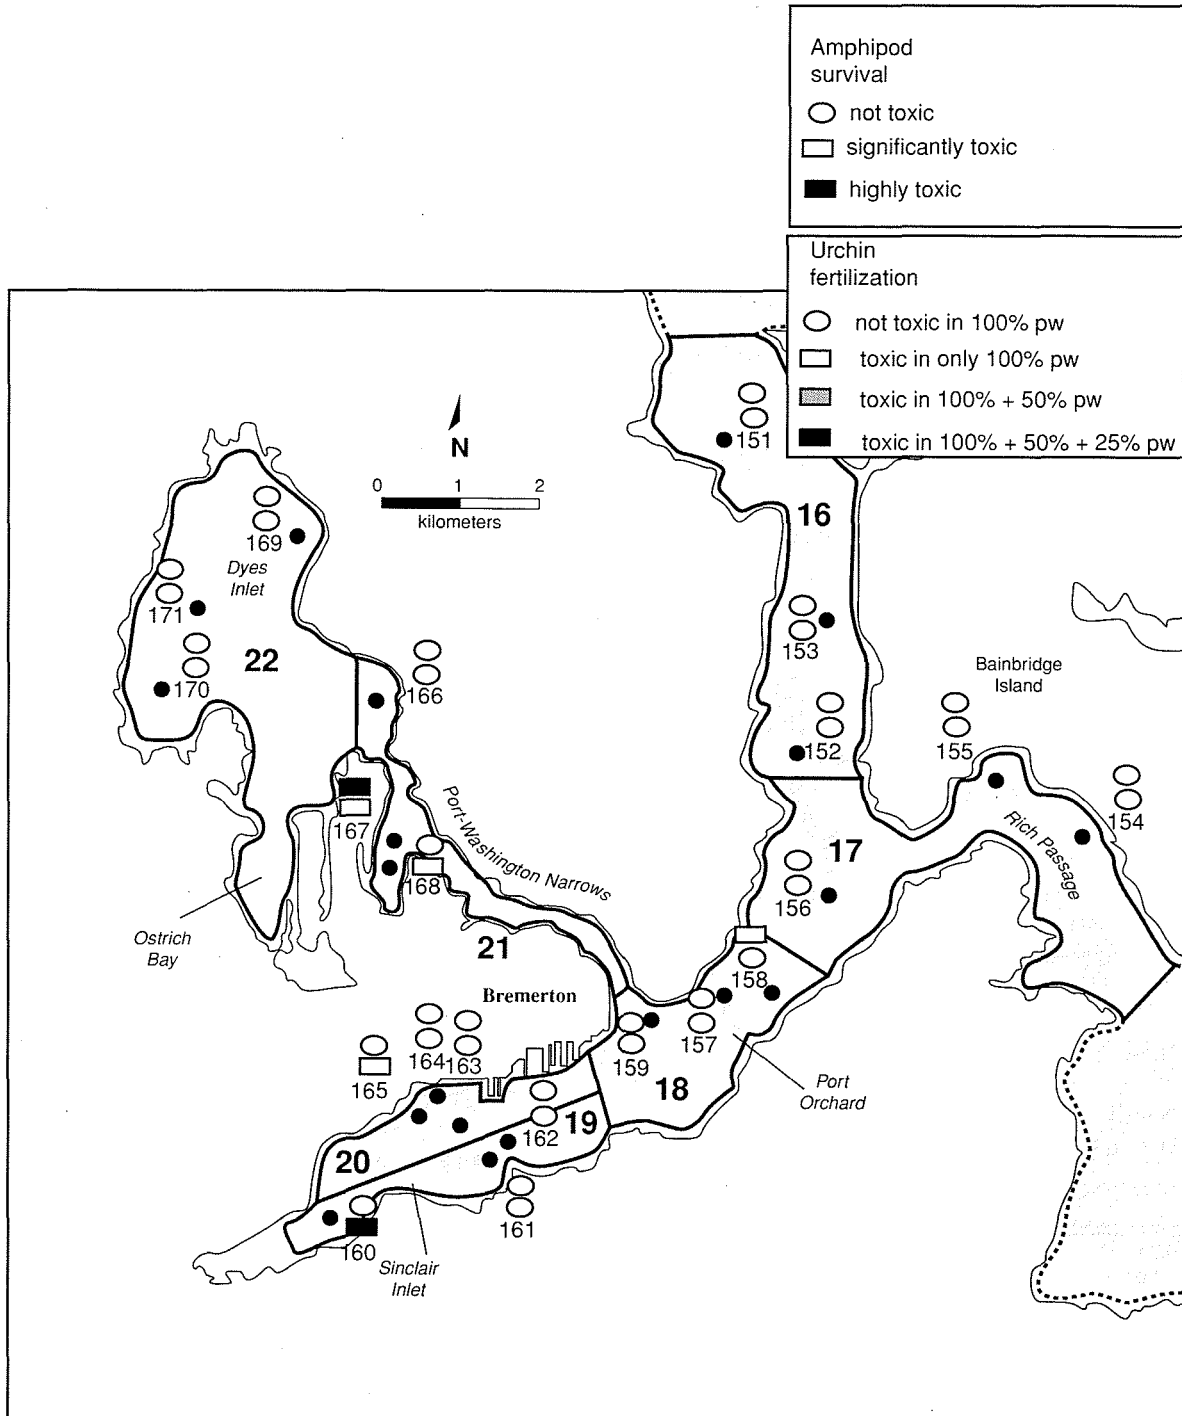 Amphipod
survival
not toxic
significantly toxic
highly toxic
Urchin
fertilization
not toxic in 100% pw
toxic in only 100% pw
toxic in 100% + 50% pw
toxic in 100% + 50% + 25% pw
N
0 1 2
kilometers
151
16
169
Dyes
Inlet
171
22
170
166
153
152
Bainbridge
Island
155
154
Rich Passage
167
Port-Washington Narrows
168
17
156
Ostrich
Bay
21
158
Bremerton
164
163
165
159
157
18
Port
Orchard
162
19
20
161
160
Sinclair
Inlet